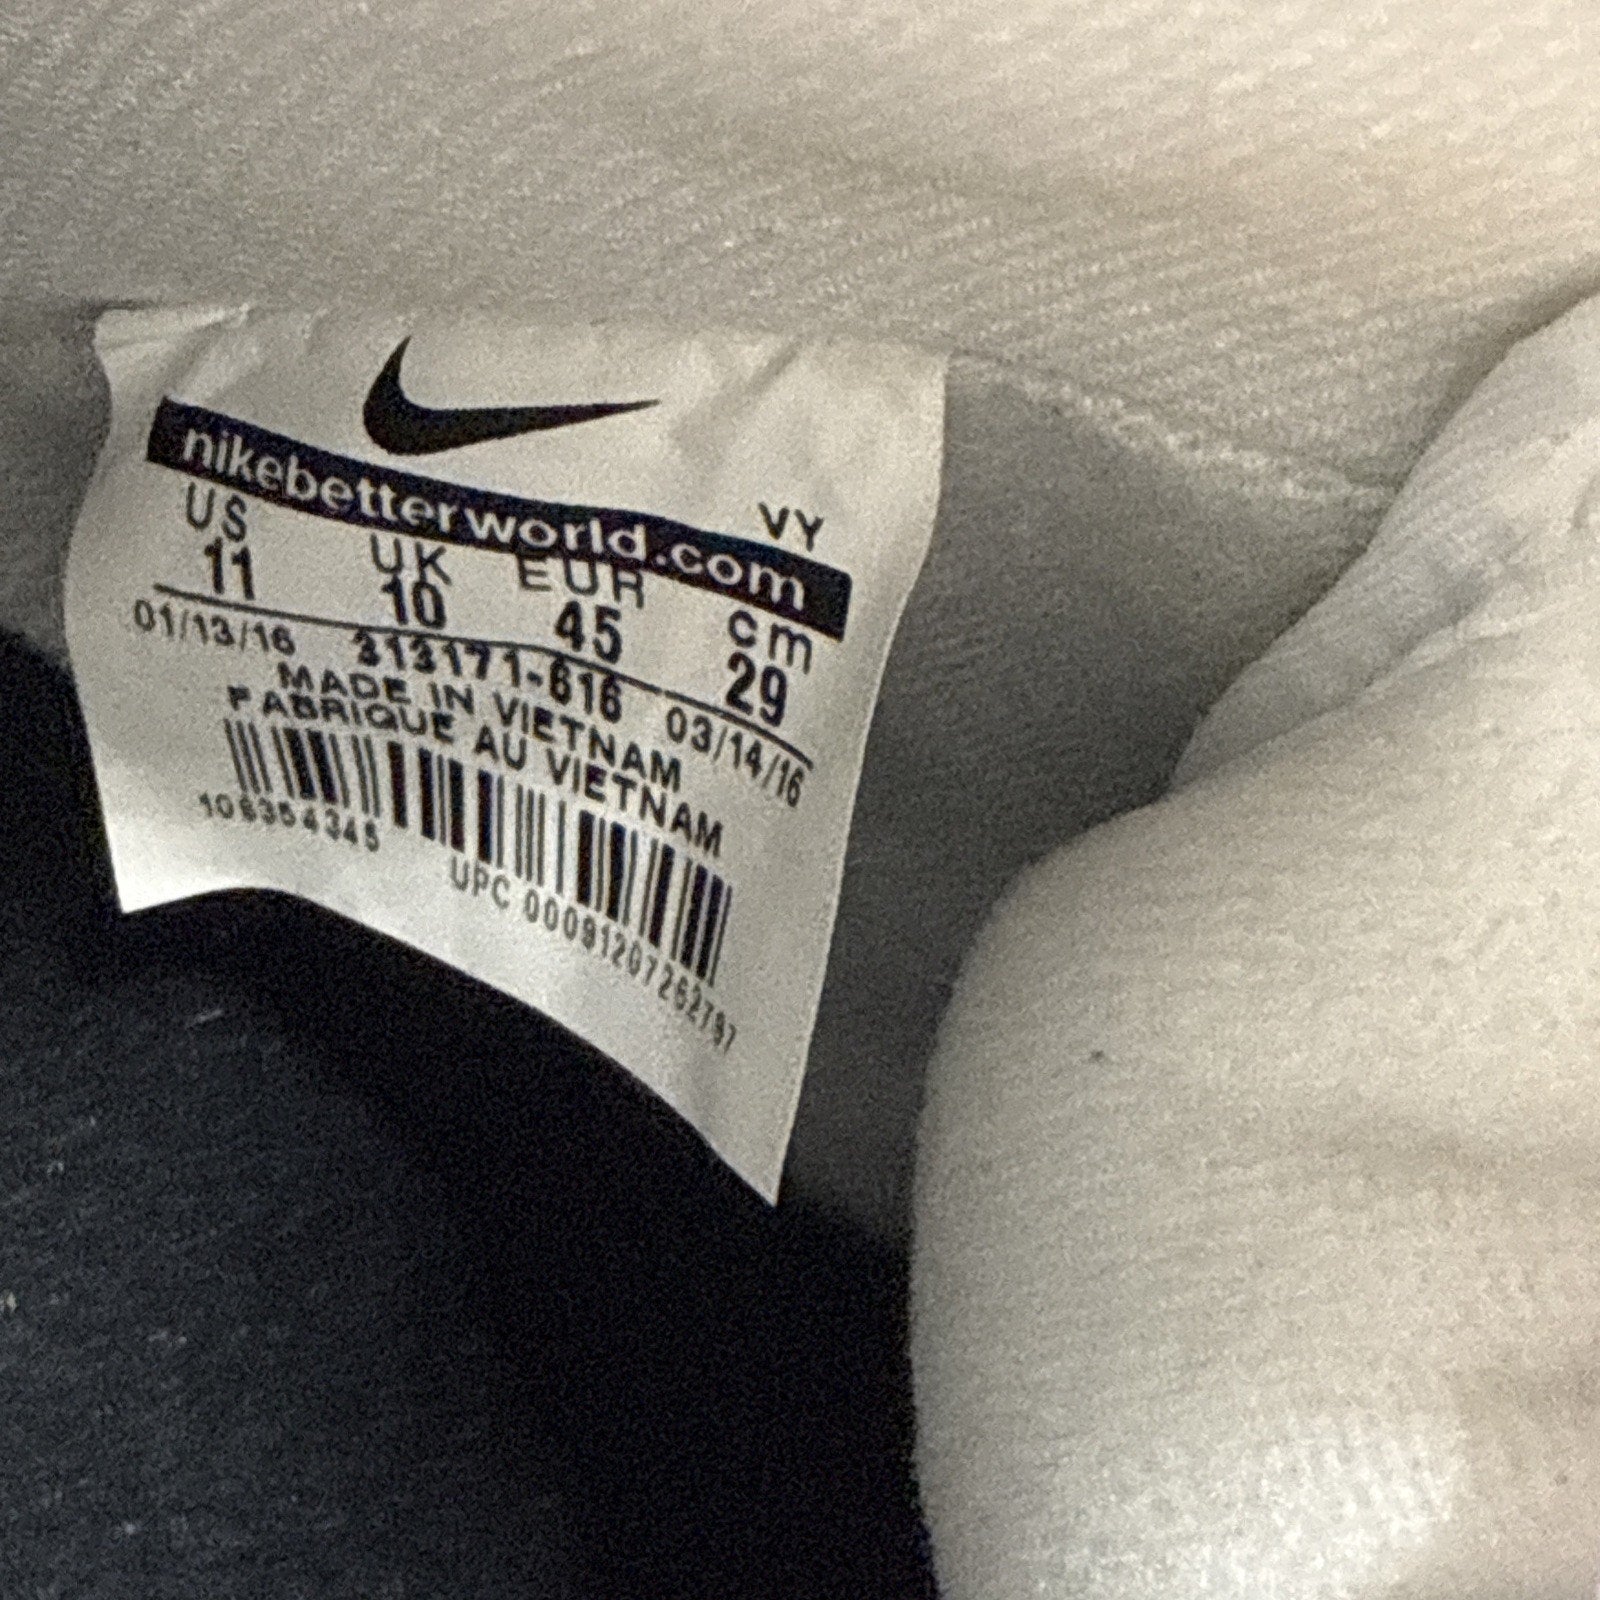 nikebetterworld.com
VY
US UK EUR cm
11 10 45 29
01/13/16 313171-616 03/14/16
MADE IN VIETNAM
FABRIQUE AU VIETNAM
106354345
UPC 00091207262797